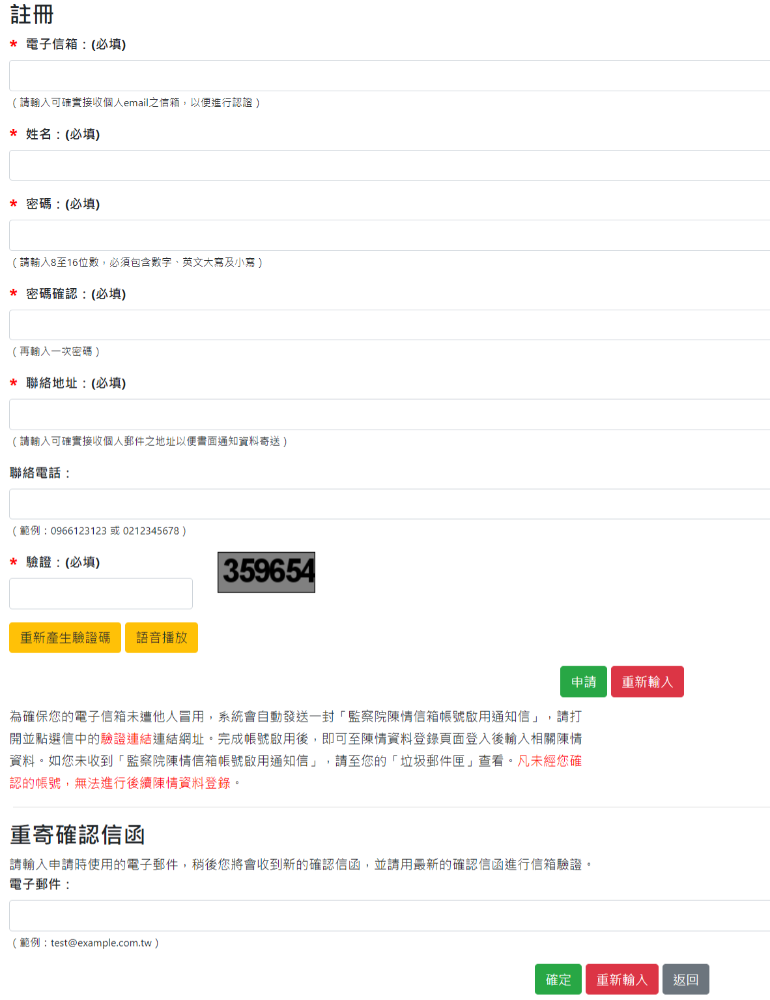 註冊
* 電子信箱：(必填)
（請輸入可確實接收個人email之信箱，以便進行認證）
* 姓名：(必填)
* 密碼：(必填)
（請輸入8至16位數，必須包含數字、英文大寫及小寫）
* 密碼確認：(必填)
（再輸入一次密碼）
* 聯絡地址：(必填)
（請輸入可確實接收個人郵件之地址以便書面通知資料寄送）
聯絡電話：
（範例：0966123123 或 0212345678）
* 驗證：(必填)
359654
重新產生驗證碼 語音播放
申請 重新輸入
為確保您的電子信箱未遭他人冒用，系統會自動發送一封「監察院陳情信箱帳號啟用通知信」，請打
開並點選信中的驗證連結連結網址。完成帳號啟用後，即可至陳情資料登錄頁面登入後輸入相關陳情
資料。如您未收到「監察院陳情信箱帳號啟用通知信」，請至您的「垃圾郵件匣」查看。凡未經您確
認的帳號，無法進行後續陳情資料登錄。
重寄確認信函
請輸入申請時使用的電子郵件，稍後您將會收到新的確認信函，並請用最新的確認信函進行信箱驗證。
電子郵件：
（範例：test@example.com.tw）
確定 重新輸入 返回